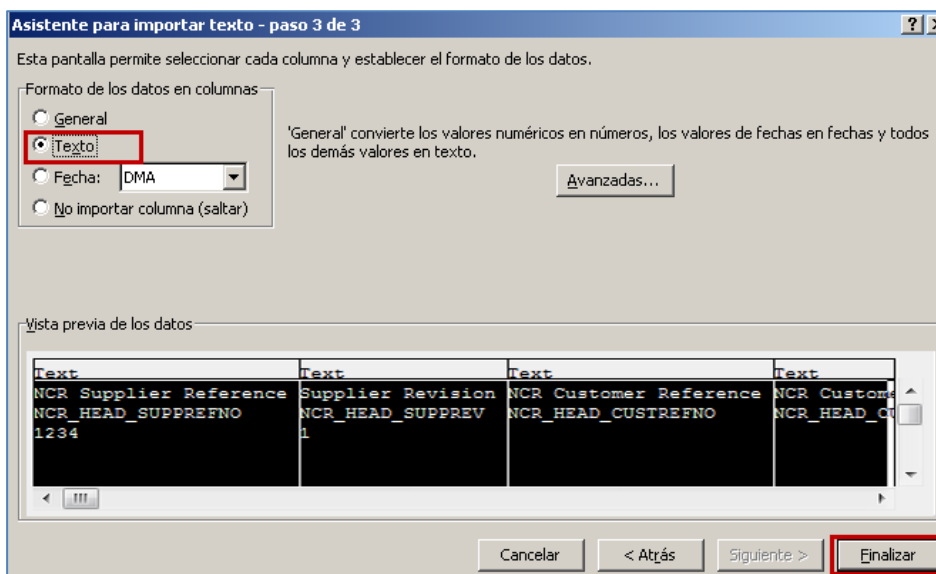 Asistente para importar texto - paso 3 de 3
Esta pantalla permite seleccionar cada columna y establecer el formato de los datos.
Formato de los datos en columnas
General
Texto
Fecha: DMA
No importar columna (saltar)
'General' convierte los valores numéricos en números, los valores de fechas en fechas y todos
los demás valores en texto.
Avanzadas...
Vista previa de los datos
Text Text Text Text
NCR Supplier Reference Supplier Revision NCR Customer Reference NCR Custome
NCR_HEAD_SUPPREFNO NCR_HEAD_SUPPREV NCR_HEAD_CUSTREFNO NCR_HEAD_CU
1234 1
Cancelar < Atrás Siguiente > Finalizar